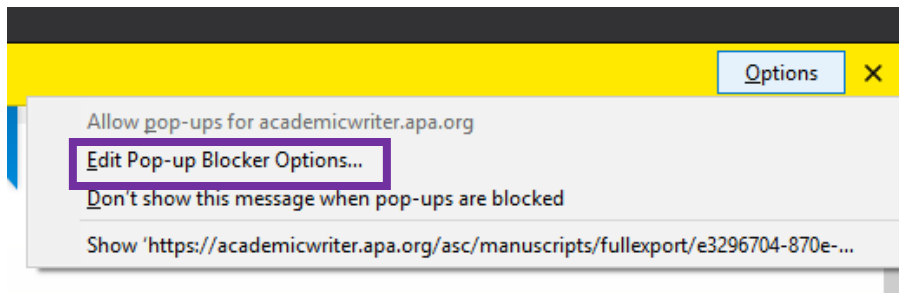 Options
Allow pop-ups for academicwriter.apa.org
Edit Pop-up Blocker Options...
Don't show this message when pop-ups are blocked
Show 'https://academicwriter.apa.org/asc/manuscripts/fullexport/e3296704-870e-...